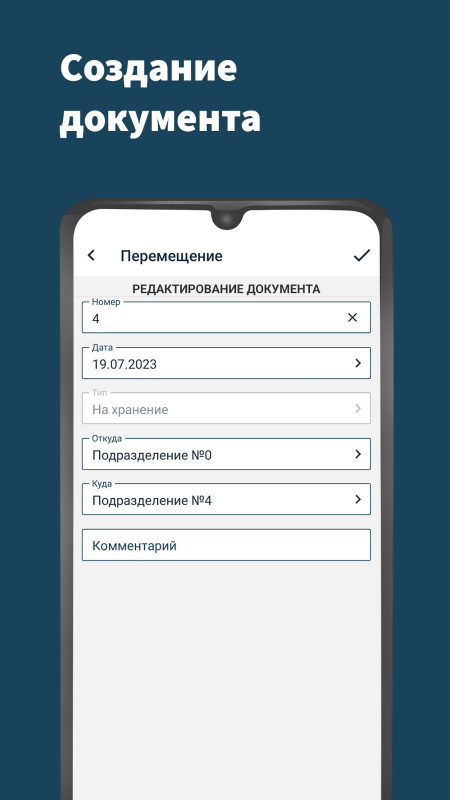 Создание
документа
Перемещение
РЕДАКТИРОВАНИЕ ДОКУМЕНТА
Номер
4
Дата
19.07.2023
Тип
На хранение
Откуда
Подразделение №0
Куда
Подразделение №4
Комментарий